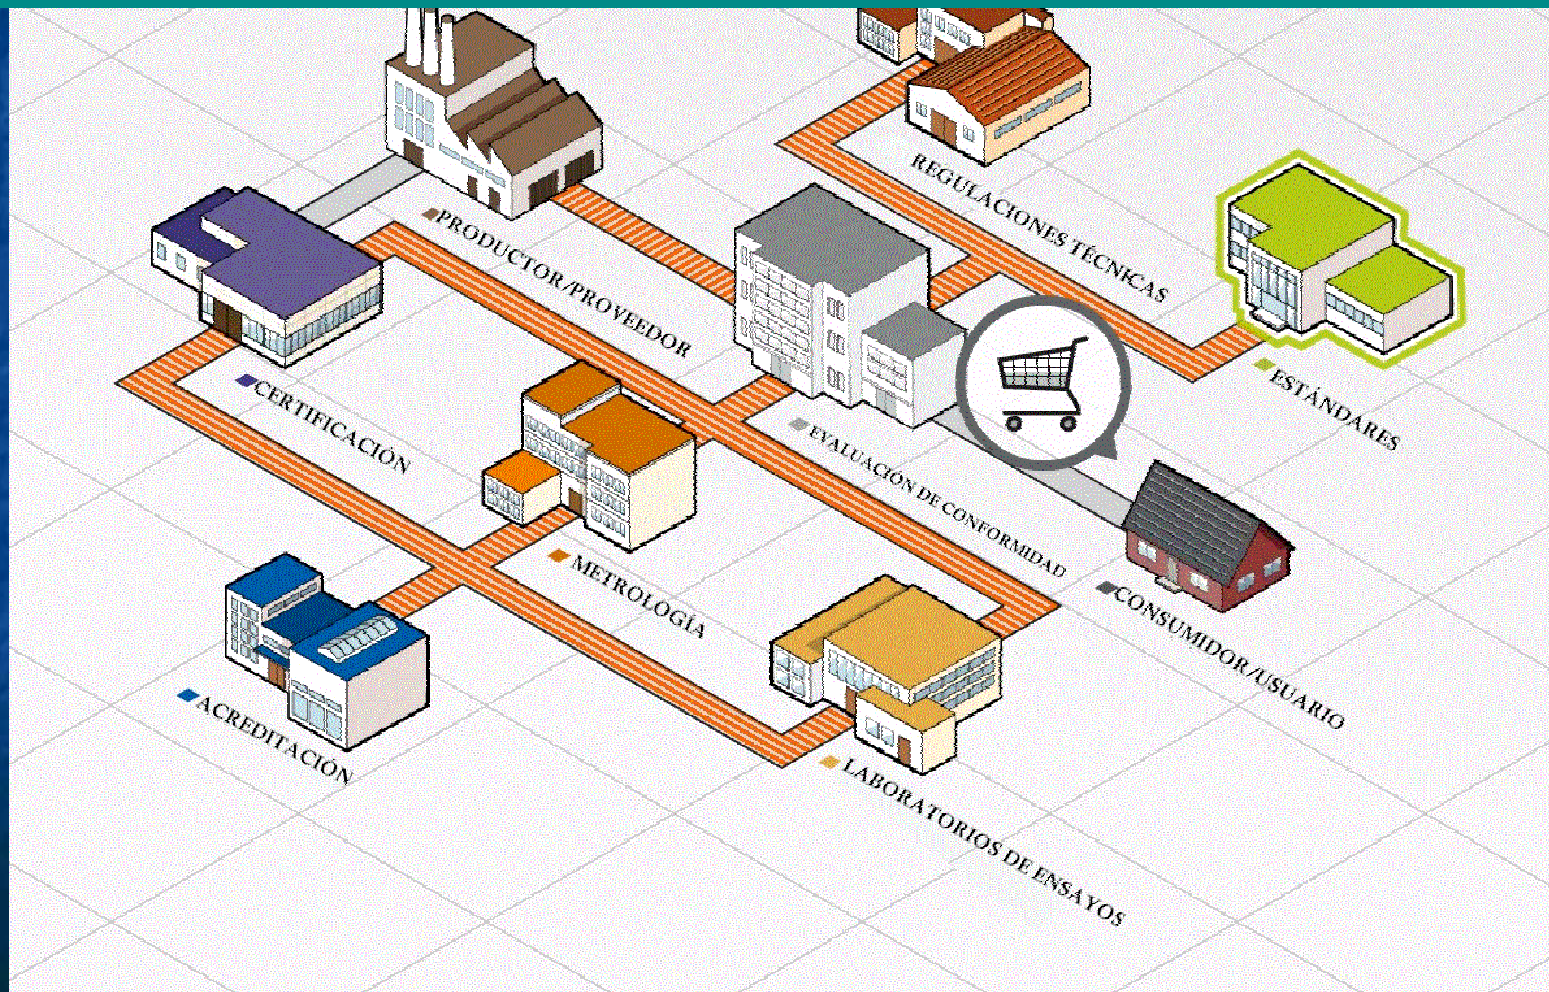 REGULACIONES TÉCNICAS
PRODUCTOR/PROVEEDOR
ESTÁNDARES
CERTIFICACIÓN
EVALUACIÓN DE CONFORMIDAD
METROLOGÍA
CONSUMIDOR/USUARIO
ACREDITACIÓN
LABORATORIOS DE ENSAYOS